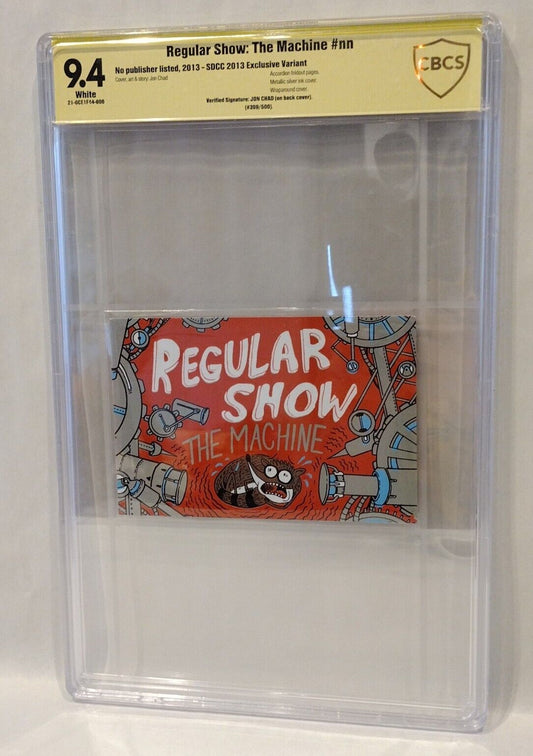 Regular Show: The Machine #nn
9.4
White
21-0CE1F14-008
No publisher listed, 2013 - SDCC 2013 Exclusive Variant
Cover, art & story: Jon Chad
Accordion foldout pages.
Metallic silver ink cover.
Wraparound cover.
Verified Signature: JON CHAD (on back cover).
(#398/500).
CBCS
REGULAR
SHOW
THE MACHINE